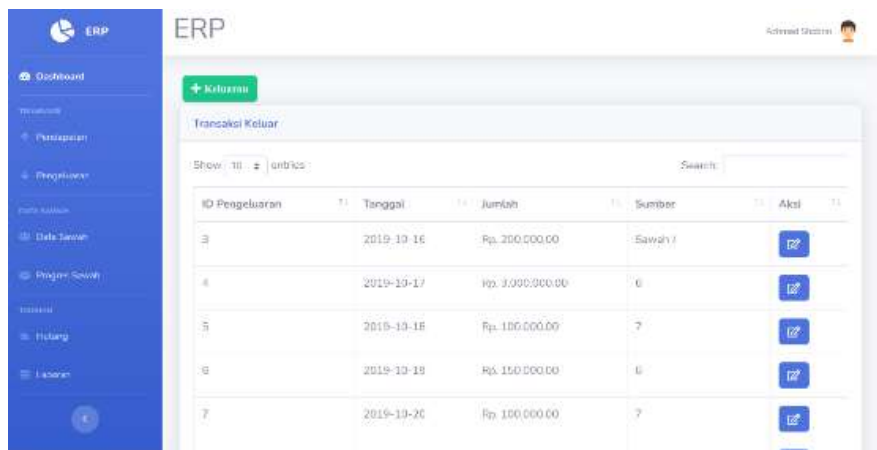 ERP
ERP
Dashboard
Pendapatan
Pengeluaran
Data Sawah
Progres Sawah
Hutang
Laporan
Transaksi Keluar
Show 10 entries
Search:
ID Pengeluaran Tanggal Jumlah Sumber Aksi
3 2019-10-16 Rp. 200.000,00 Sawah
4 2019-10-17 Rp. 3.000.000,00 6
5 2019-10-18 Rp. 100.000,00 7
6 2019-10-19 Rp. 150.000,00 6
7 2019-10-20 Rp. 100.000,00 7